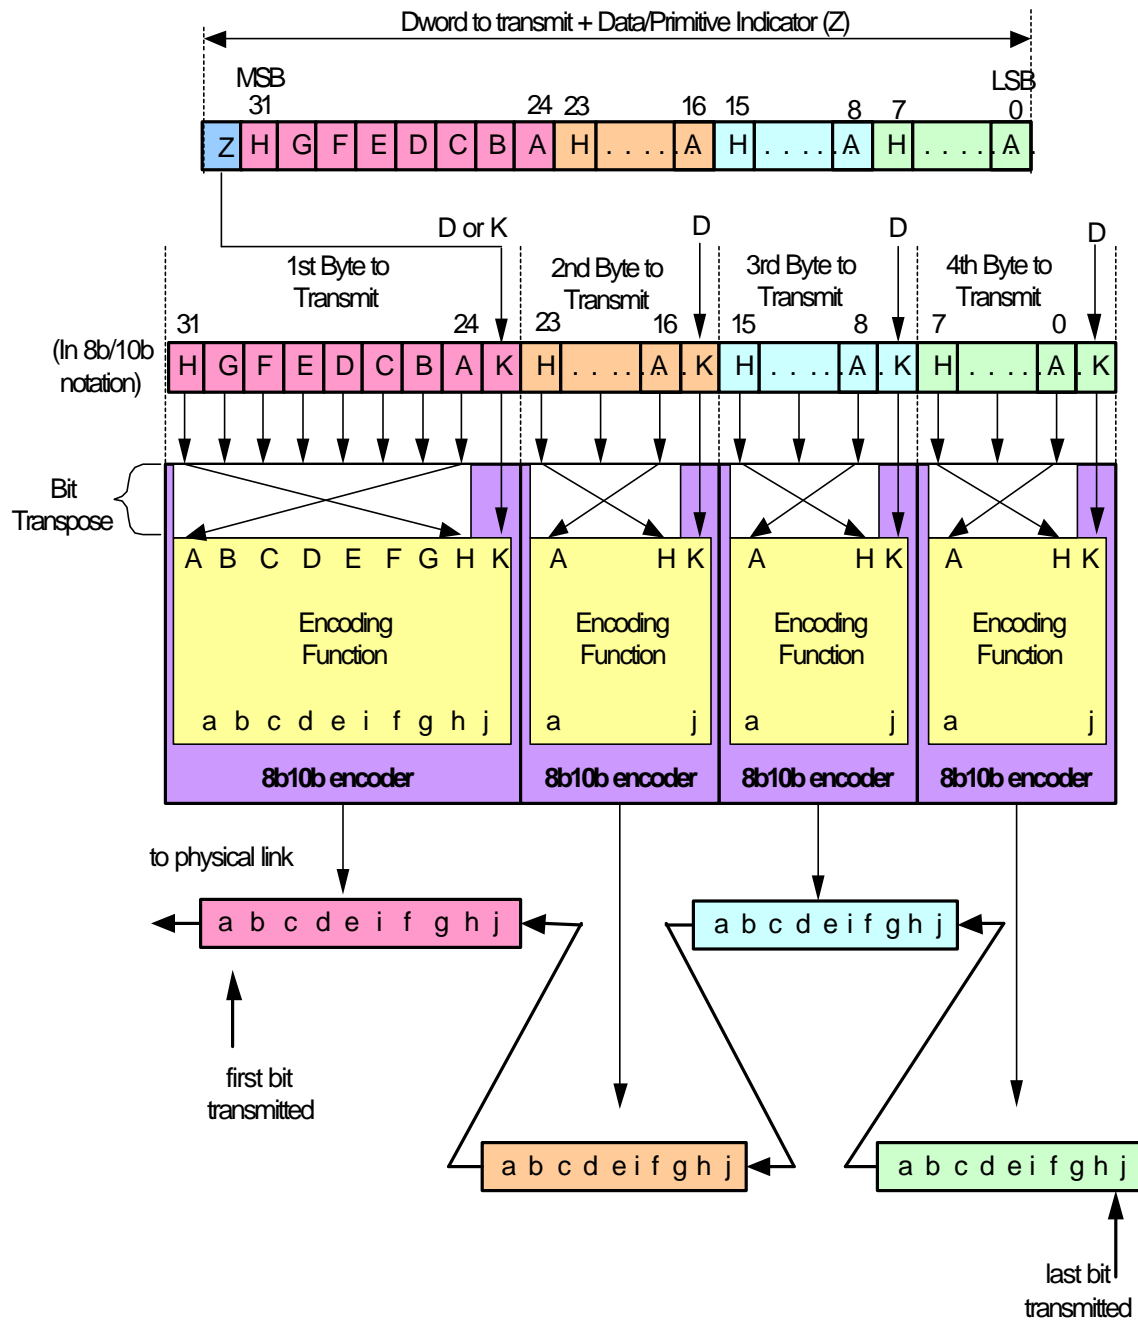 Dword to transmit + Data/Primitive Indicator (Z)
MSB LSB
31 24 23 16 15 8 7 0
Z H G F E D C B A H . . . . . A H . . . . . A H . . . . . . A .
D or K D D D
1st Byte to Transmit
2nd Byte to Transmit
3rd Byte to Transmit
4th Byte to Transmit
31 24 23 16 15 8 7 0
(In 8b/10b notation)
H G F E D C B A K H . . . . . A . K H . . . . . A . K H . . . . . . A . K
Bit Transpose
A B C D E F G H K A H K A H K A H K
Encoding Function
Encoding Function
Encoding Function
Encoding Function
a b c d e i f g h j a j a j a j
8b10b encoder 8b10b encoder 8b10b encoder 8b10b encoder
to physical link
a b c d e i f g h j
a b c d e i f g h j
first bit transmitted
a b c d e i f g h j
a b c d e i f g h j
last bit transmitted